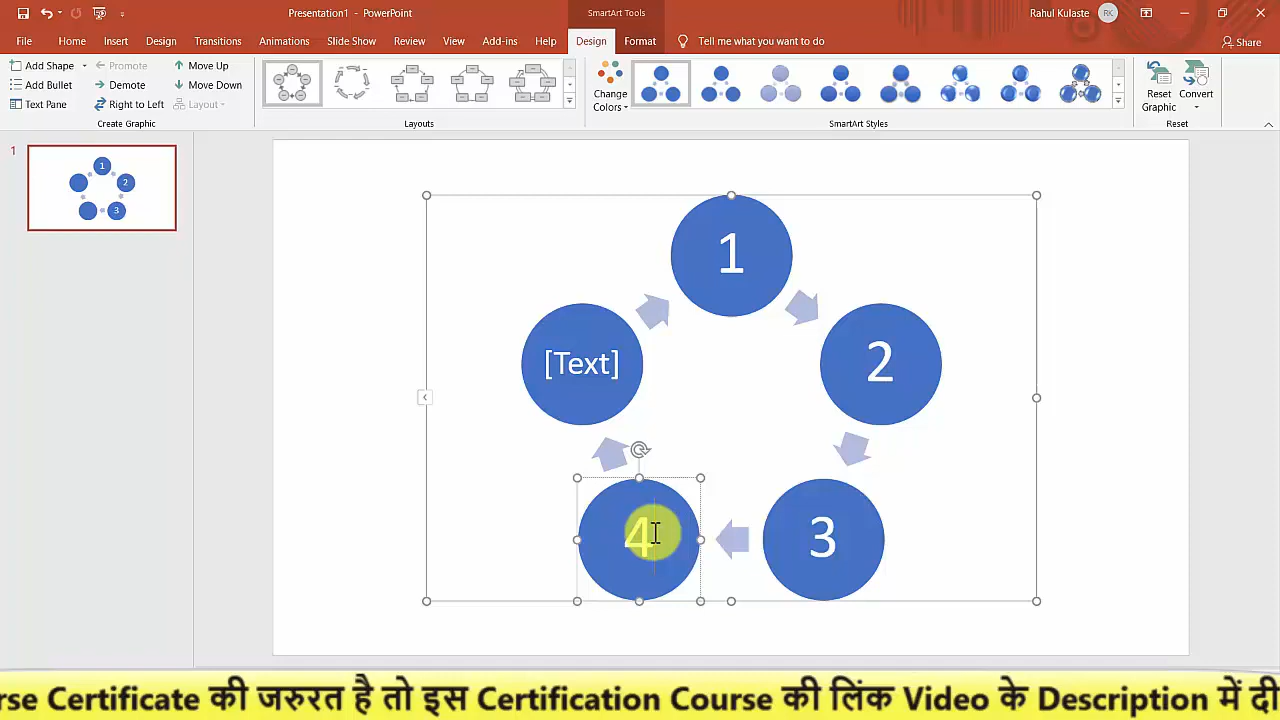 Presentation1 - PowerPoint
SmartArt Tools
Rahul Kulaste
RK
File Home Insert Design Transitions Animations Slide Show Review View Add-ins Help Design Format Tell me what you want to do Share
Add Shape Promote Move Up
Add Bullet Demote Move Down
Text Pane Right to Left Layout
Create Graphic
Layouts
Change Colors
SmartArt Styles
Reset Graphic
Convert
Reset
1
1
2
3
1
[Text]
2
4
3
rse Certificate की जरुरत है तो इस Certification Course की लिंक Video के Description में दी